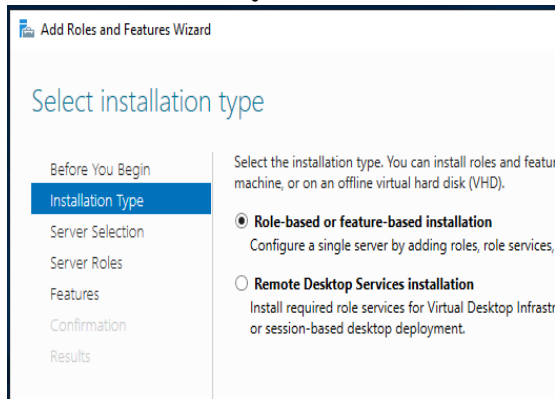 Add Roles and Features Wizard
Select installation type
Before You Begin
Installation Type
Server Selection
Server Roles
Features
Confirmation
Results
Select the installation type. You can install roles and
machine, or on an offline virtual hard disk (VHD).
Role-based or feature-based installation
Configure a single server by adding roles, role services,
Remote Desktop Services installation
Install required role services for Virtual Desktop
or session-based desktop deployment.